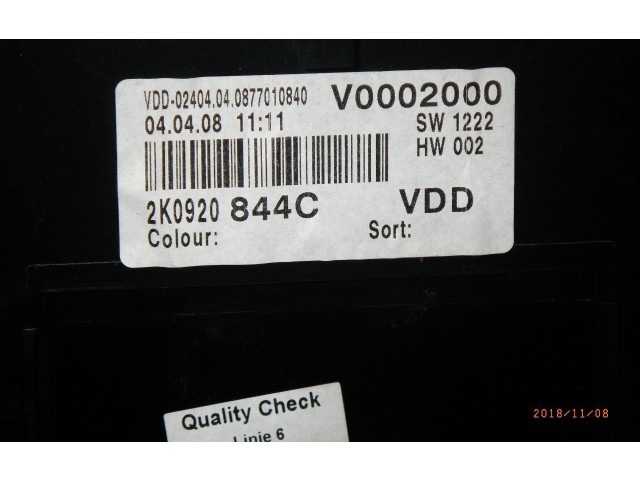 VDD-02404.04.0877010840 V0002000
04.04.08 11:11 SW 1222
HW 002
2K0920 844C VDD
Colour: Sort:
Quality Check
Linie 6
2018/11/08